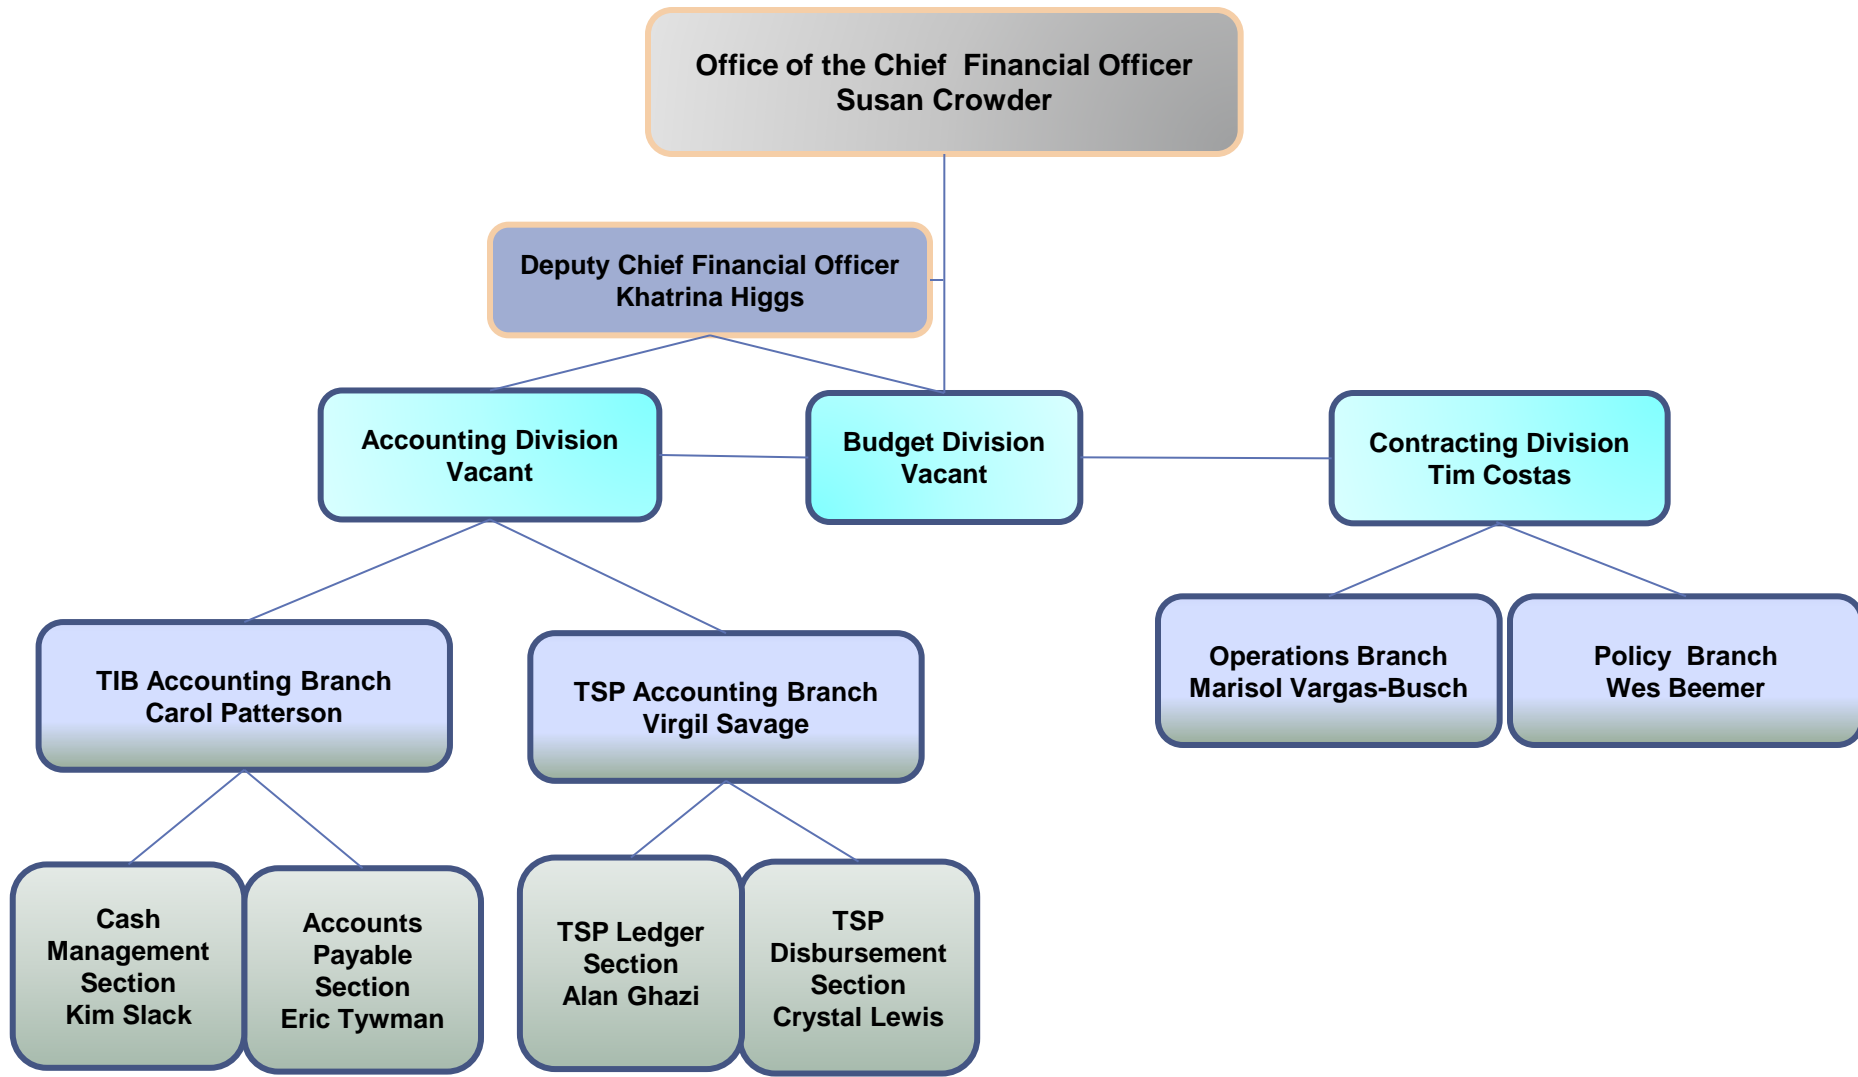 Office of the Chief  Financial Officer
Susan Crowder
Deputy Chief Financial Officer
Khatrina Higgs
Accounting Division
Vacant
Budget Division
Vacant
Contracting Division
Tim Costas
TIB Accounting Branch
Carol Patterson
TSP Accounting Branch
Virgil Savage
Operations Branch
Marisol Vargas-Busch
Policy  Branch
Wes Beemer
Cash
Management
Section
Kim Slack
Accounts
Payable
Section
Eric Tywman
TSP Ledger
Section
Alan Ghazi
TSP
Disbursement
Section
Crystal Lewis